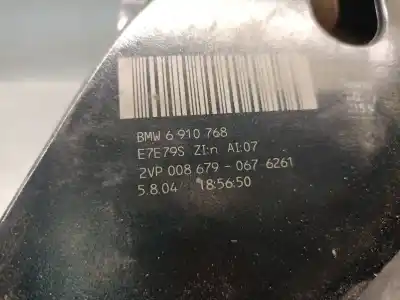 BMW 6 910 768
E7E79S ZI:n AI:07
2VP 008 679 - 067 6261
5.8.04 18:56:50